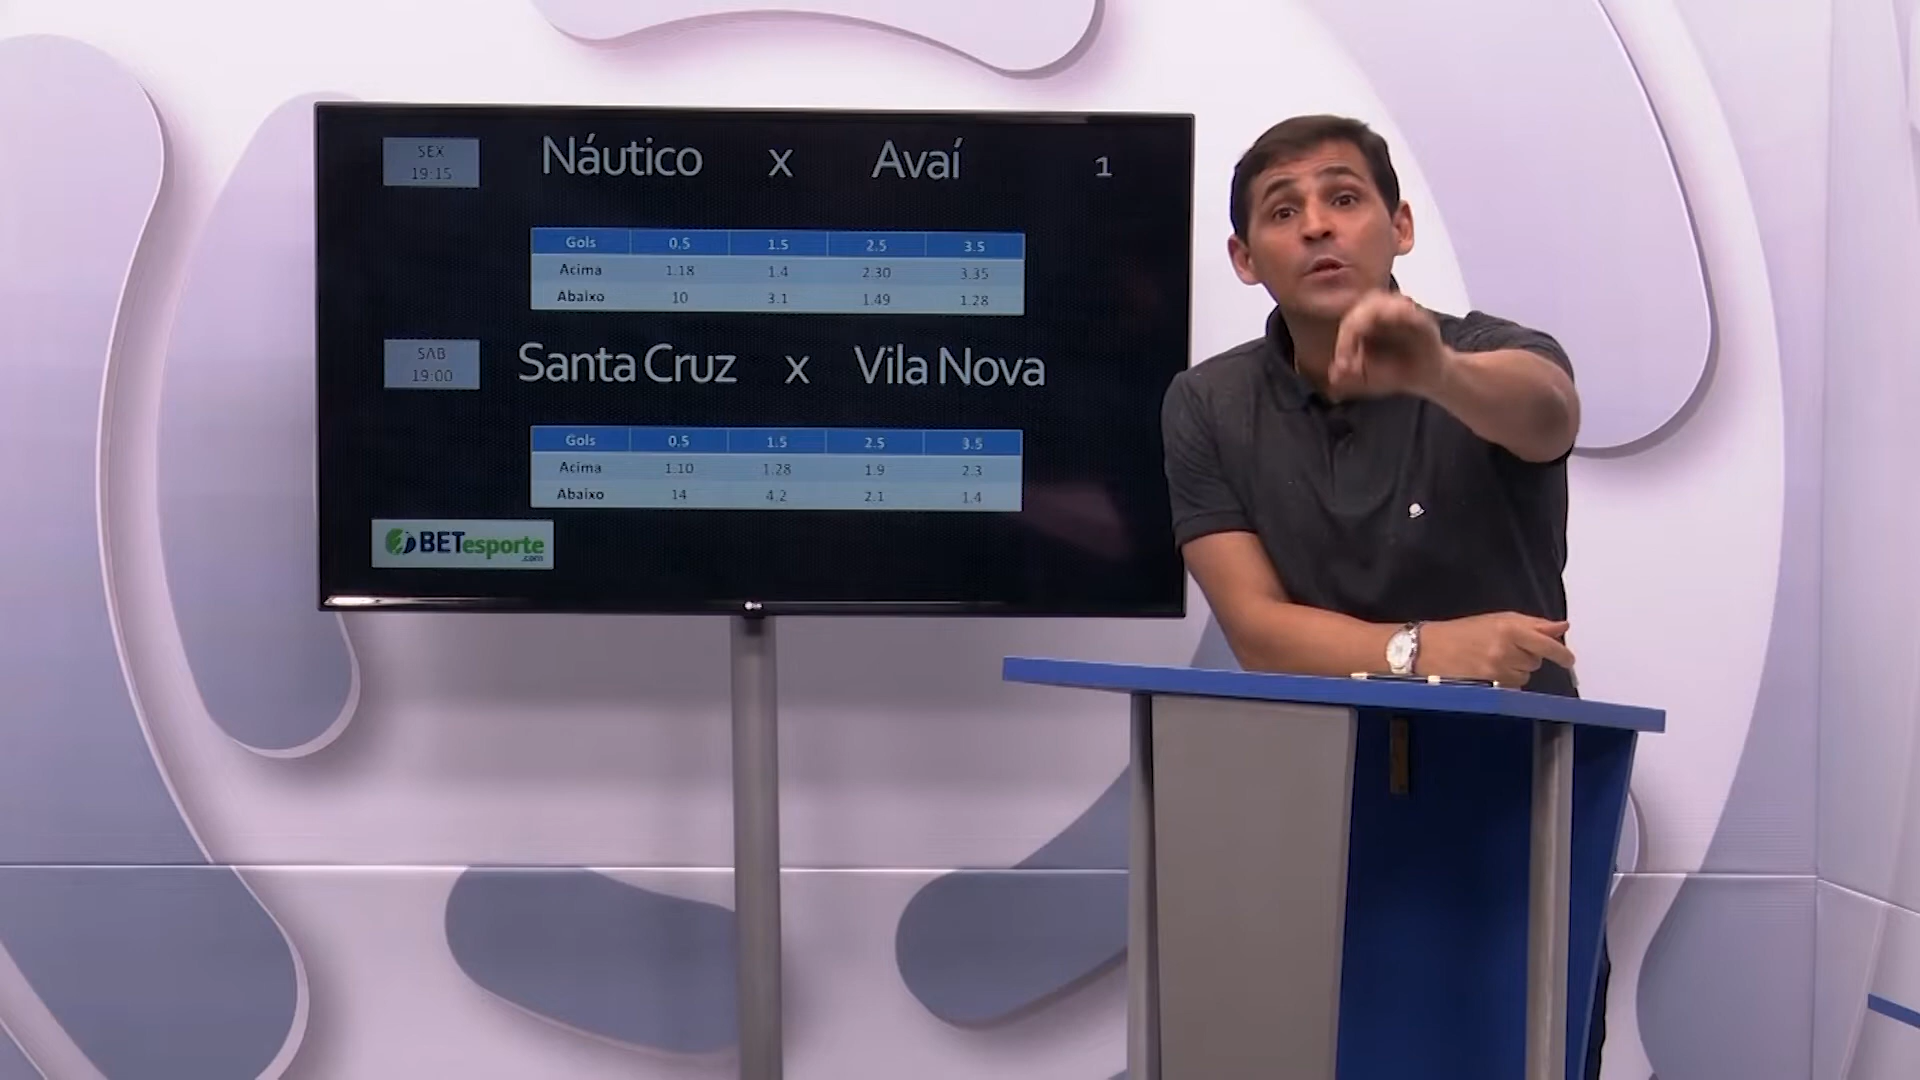 SEX
19:15
Náutico x Avaí 1
Gols 0.5 1.5 2.5 3.5
Acima 1.18 1.4 2.30 3.35
Abaixo 10 3.1 1.49 1.28
SAB
19:00
Santa Cruz x Vila Nova
Gols 0.5 1.5 2.5 3.5
Acima 1.10 1.28 1.9 2.3
Abaixo 14 4.2 2.1 1.4
BETesporte
.com
LG